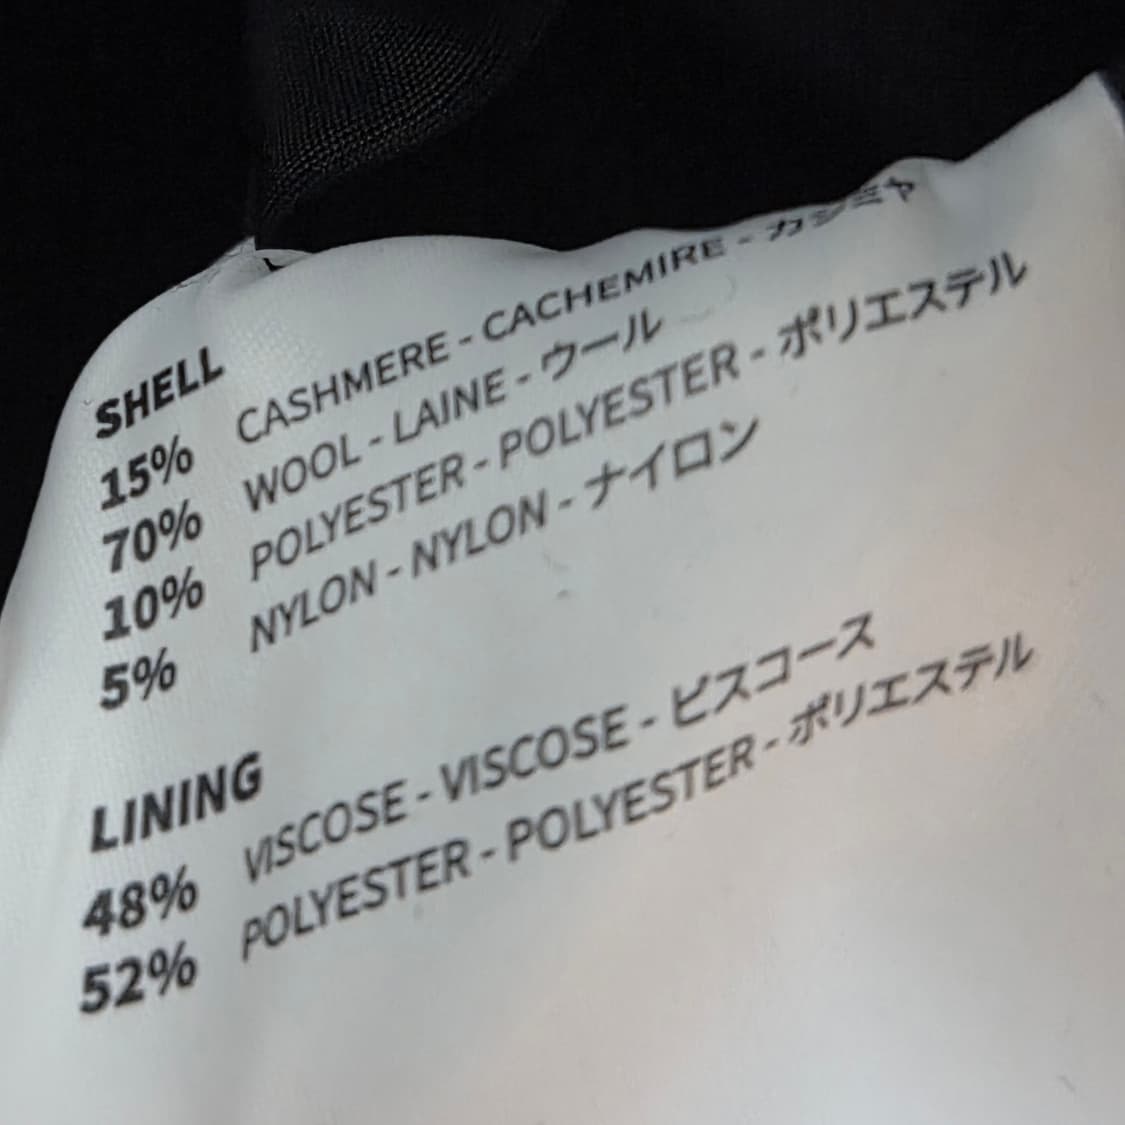 SHELL
15% CASHMERE - CACHEMIRE - カシミヤ
70% WOOL - LAINE - ウール
10% POLYESTER - POLYESTER - ポリエステル
5% NYLON - NYLON - ナイロン
LINING
48% VISCOSE - VISCOSE - ビスコース
52% POLYESTER - POLYESTER - ポリエステル